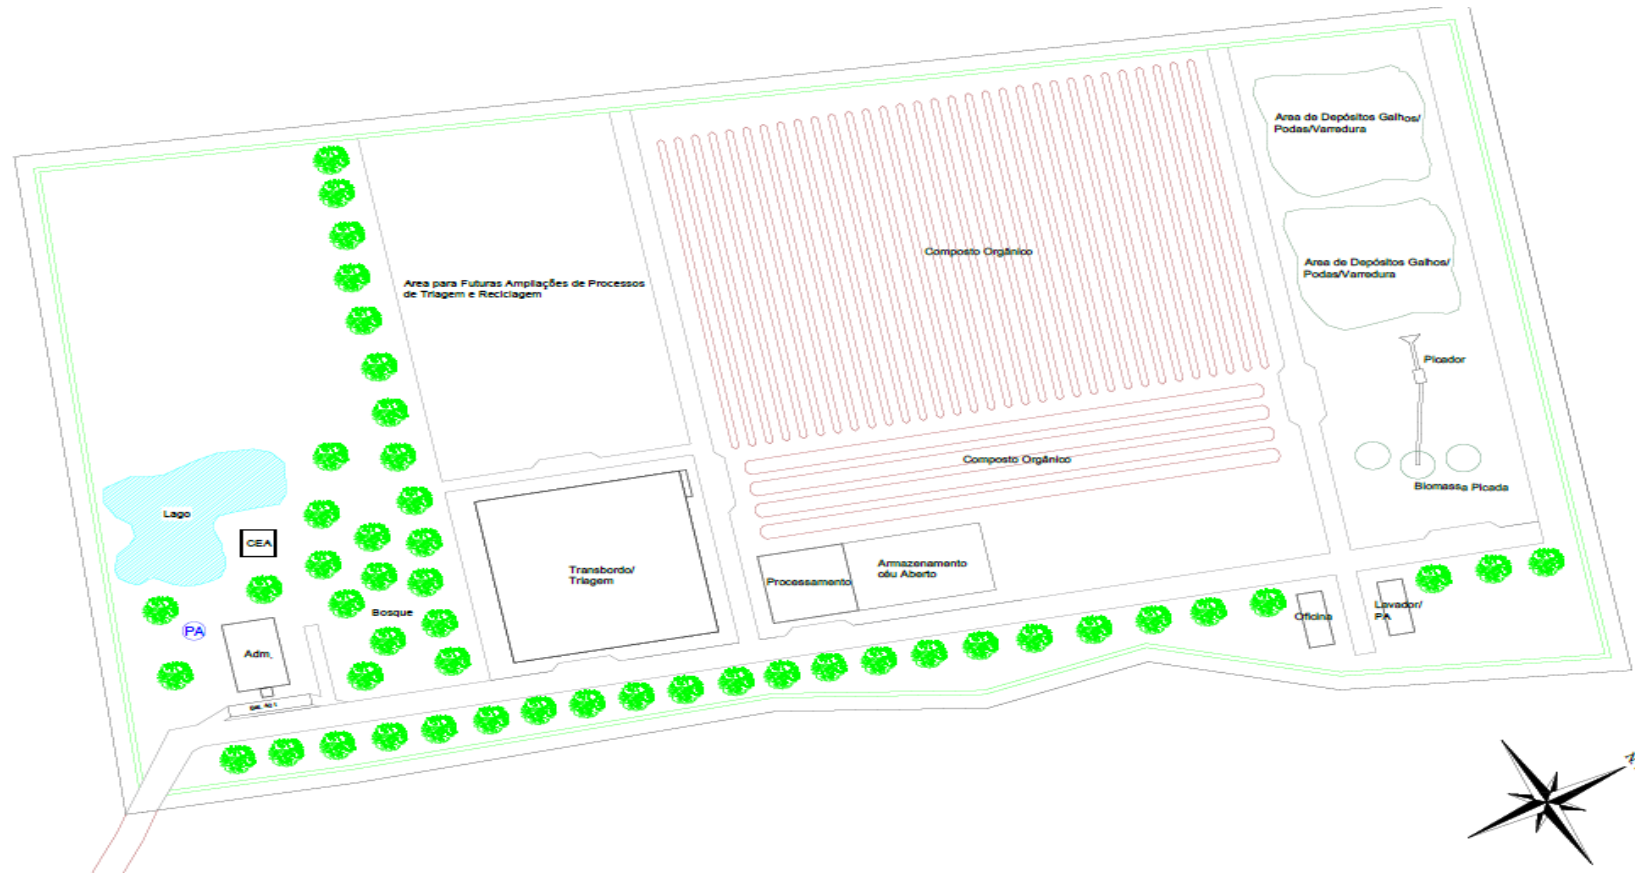 Area de Depósitos Galhos/
Podas/Varredura
Composto Orgânico
Area de Depósitos Galhos/
Podas/Varredura
Area para Futuras Ampliações de Processos
de Triagem e Reciclagem
Picador
Composto Orgânico
Biomassa Picada
Lago
CEA
Transbordo/
Triagem
Armazenamento
céu Aberto
Processamento
Bosque
Lavador/
PA
Oficina
PA
Adm.